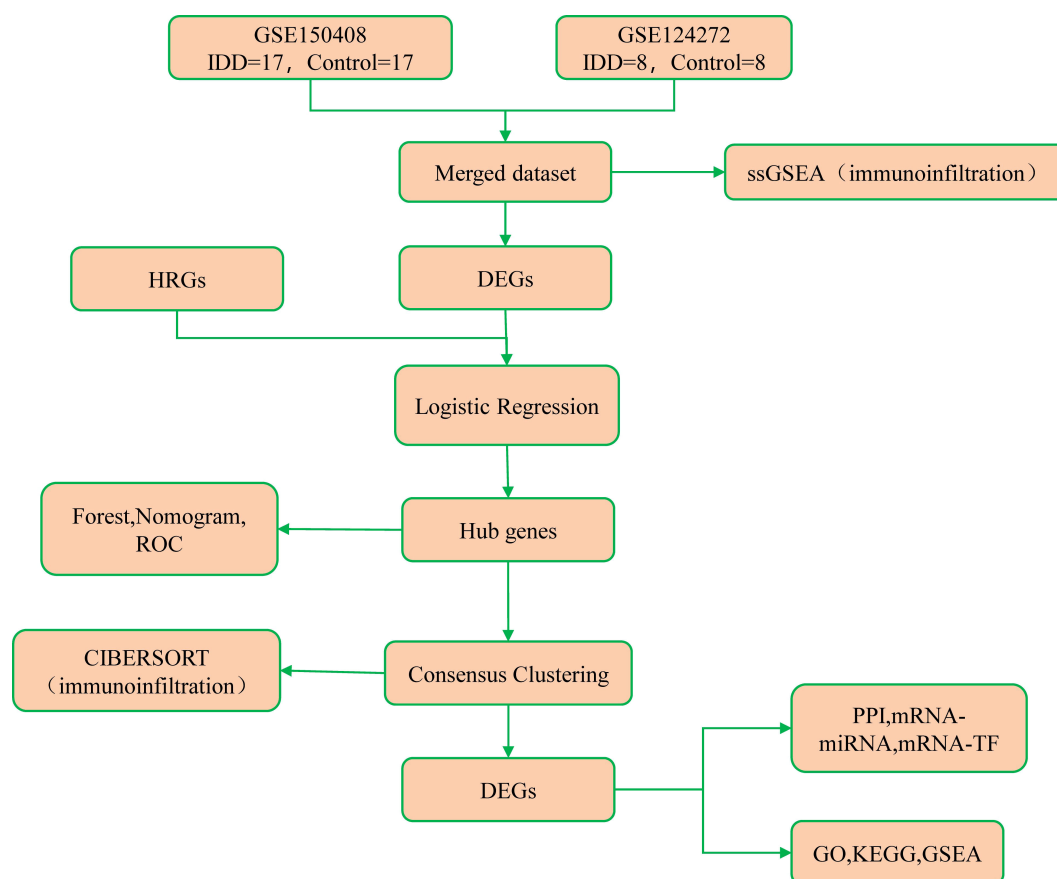 GSE150408
IDD=17，Control=17
GSE124272
IDD=8，Control=8
Merged dataset
ssGSEA（immunoinfiltration）
HRGs
DEGs
Logistic Regression
Forest,Nomogram,
ROC
Hub genes
CIBERSORT
（immunoinfiltration）
Consensus Clustering
PPI,mRNA-
miRNA,mRNA-TF
DEGs
GO,KEGG,GSEA